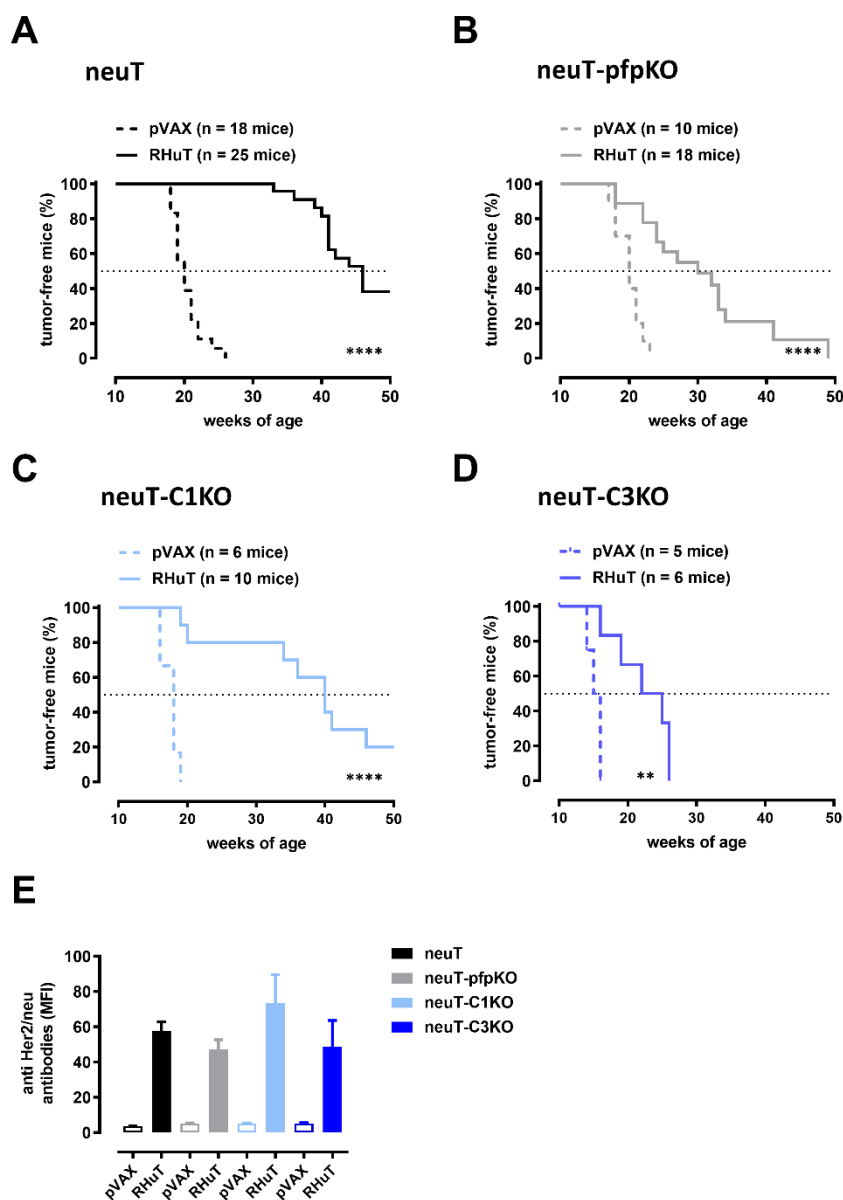 A
neuT
pVAX (n = 18 mice)
RHuT (n = 25 mice)
tumor-free mice (%)
100
80
60
40
20
0
****
10 20 30 40 50
weeks of age
B
neuT-pfpKO
pVAX (n = 10 mice)
RHuT (n = 18 mice)
tumor-free mice (%)
100
80
60
40
20
0
****
10 20 30 40 50
weeks of age
C
neuT-C1KO
pVAX (n = 6 mice)
RHuT (n = 10 mice)
tumor-free mice (%)
100
80
60
40
20
0
****
10 20 30 40 50
weeks of age
D
neuT-C3KO
pVAX (n = 5 mice)
RHuT (n = 6 mice)
tumor-free mice (%)
100
80
60
40
20
0
**
10 20 30 40 50
weeks of age
E
anti Her2/neu
antibodies (MFI)
100
80
60
40
20
0
pVAX RHuT pVAX RHuT pVAX RHuT pVAX RHuT
neuT
neuT-pfpKO
neuT-C1KO
neuT-C3KO